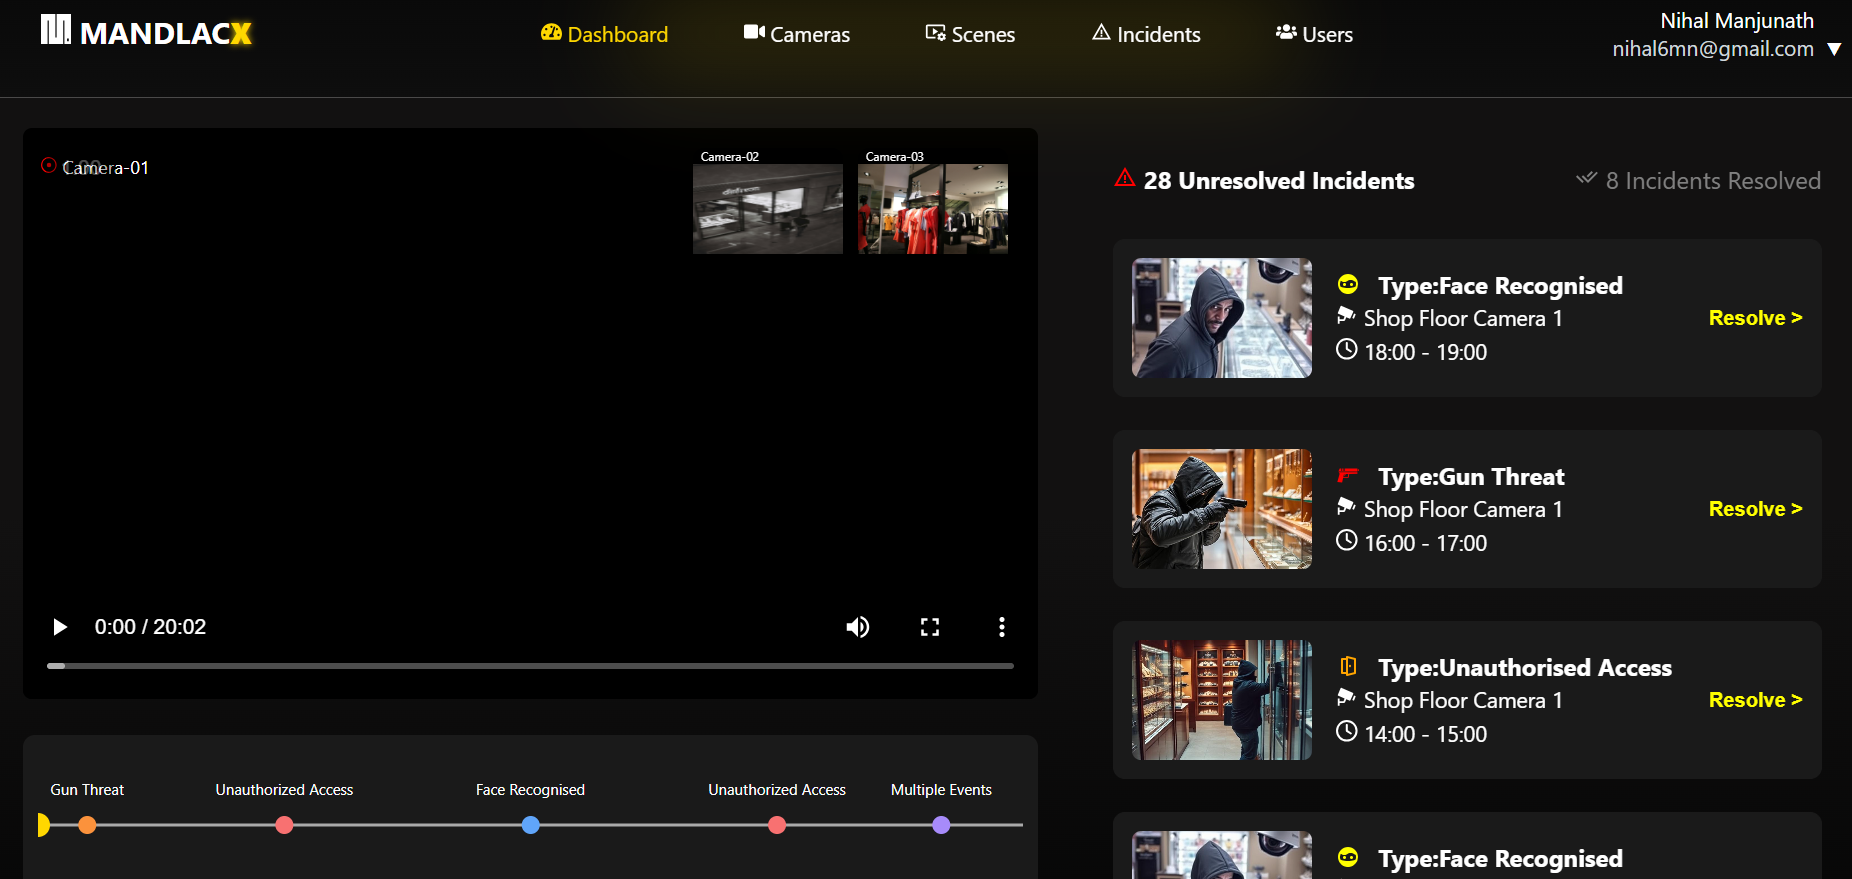 MANDLACX
Dashboard
Cameras
Scenes
Incidents
Users
Nihal Manjunath
nihal6mn@gmail.com
Camera-01
Camera-02
Camera-03
0:00 / 20:02
Gun Threat
Unauthorized Access
Face Recognised
Unauthorized Access
Multiple Events
28 Unresolved Incidents
8 Incidents Resolved
Type:Face Recognised
Shop Floor Camera 1
18:00 - 19:00
Resolve >
Type:Gun Threat
Shop Floor Camera 1
16:00 - 17:00
Resolve >
Type:Unauthorised Access
Shop Floor Camera 1
14:00 - 15:00
Resolve >
Type:Face Recognised